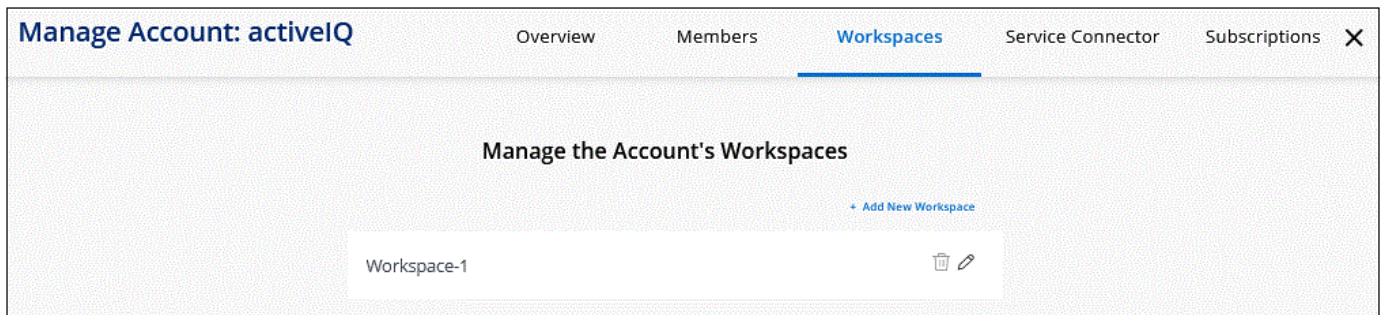 Manage Account: activeIQ
Overview Members Workspaces Service Connector Subscriptions
Manage the Account's Workspaces
+ Add New Workspace
Workspace-1